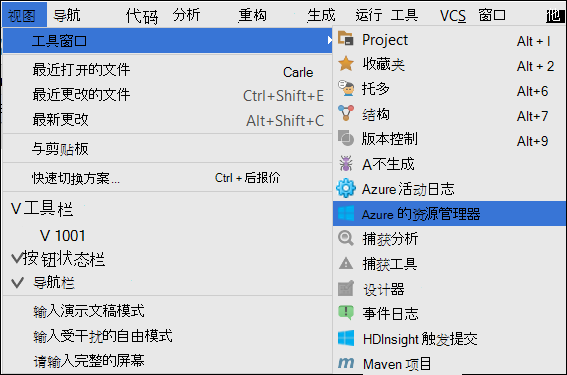 视图 导航 代码 分析 重构 生成 运行 工具 VCS 窗口
工具窗口
最近打开的文件 Carle
最近更改的文件 Ctrl+Shift+E
最新更改 Alt+Shift+C
与剪贴板
快速切换方案... Ctrl + 后报价
V 工具栏
V 1001
按钮状态栏
导航栏
输入演示文稿模式
输入受干扰的自由模式
请输入完整的屏幕
Project Alt + I
收藏夹 Alt + 2
托多 Alt+6
结构 Alt+7
版本控制 Alt+9
A不生成
Azure 活动日志
Azure 的资源管理器
捕获分析
捕获工具
设计器
事件日志
HDInsight 触发提交
Maven 项目